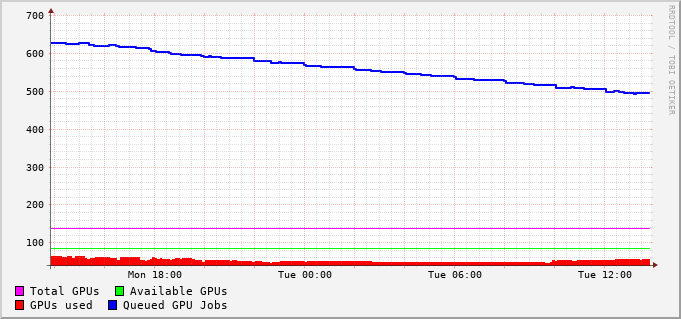 700
600
500
400
300
200
100
Mon 18:00 Tue 00:00 Tue 06:00 Tue 12:00
Total GPUs Available GPUs
GPUs used Queued GPU Jobs
RRDTOOL / TOBI OETIKER